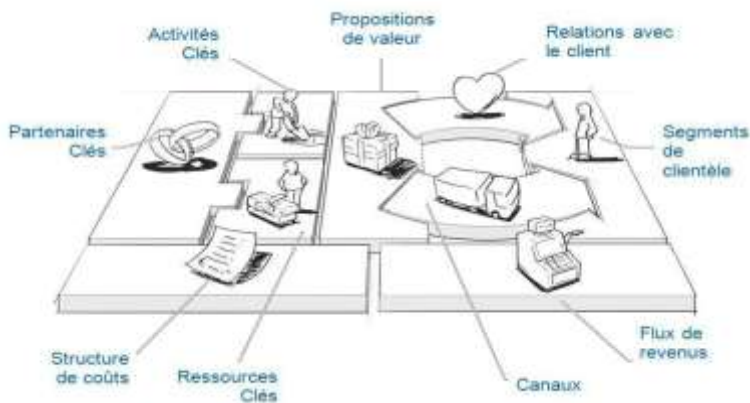 Activités
Clés
Propositions
de valeur
Relations avec
le client
Partenaires
Clés
Segments
de
clientèle
Structure
de coûts
Ressources
Clés
Canaux
Flux de
revenus